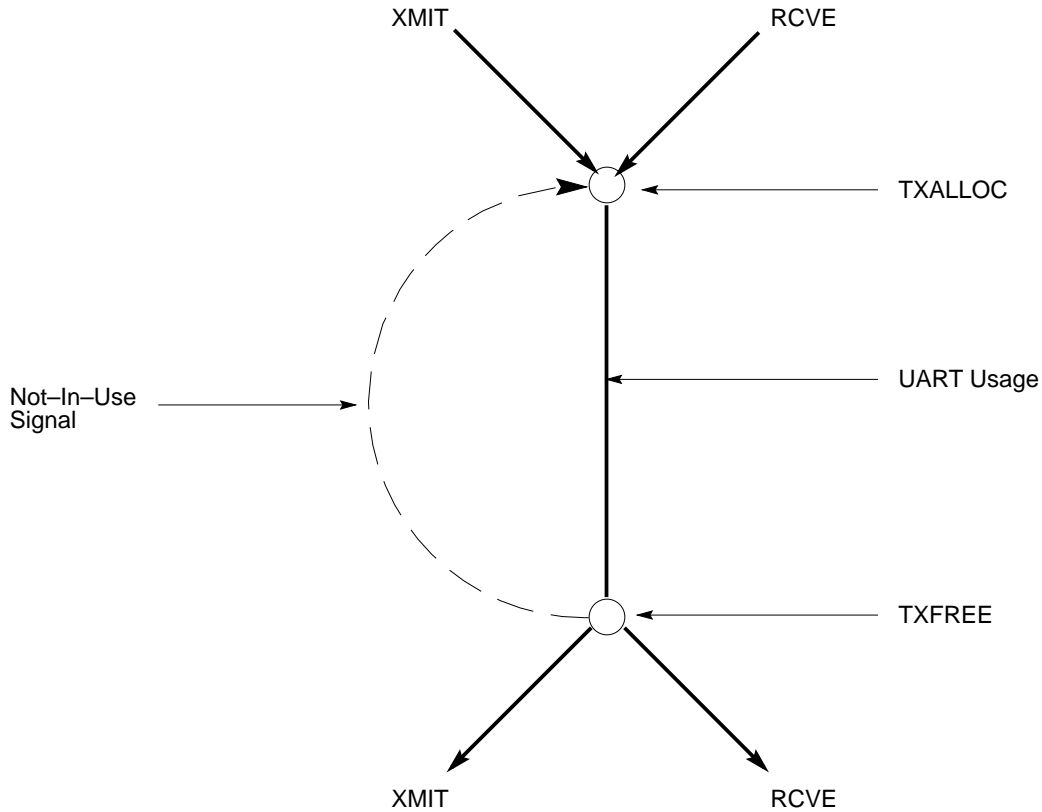 XMIT
RCVE
TXALLOC
UART Usage
Not–In–Use
Signal
TXFREE
XMIT
RCVE